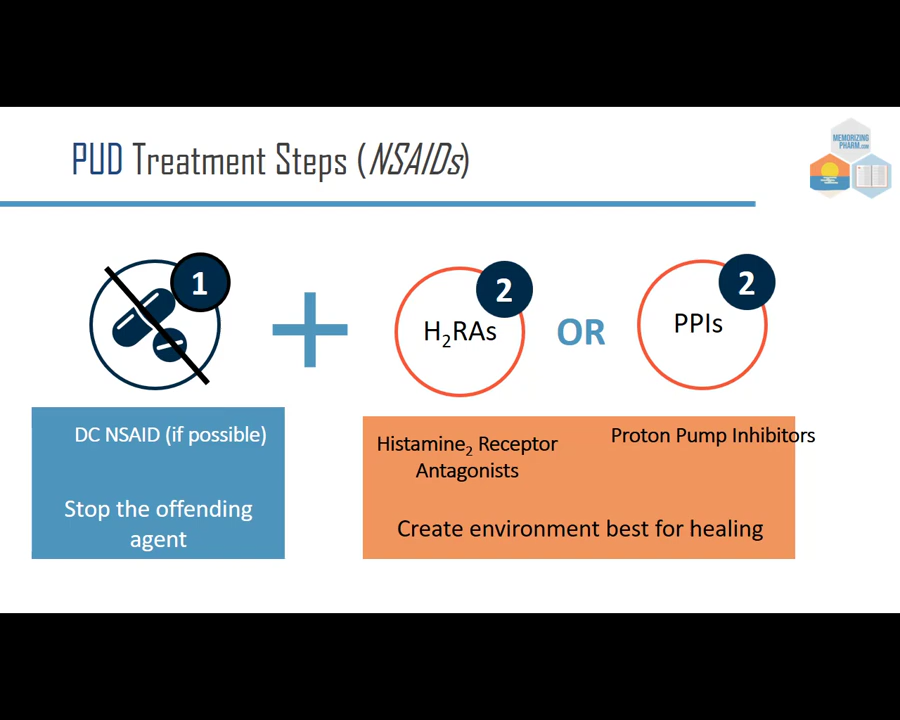 PUD Treatment Steps (NSAIDs)
MEMORIZING
PHARM.COM
1
2
2
H₂RAs
OR
PPIs
DC NSAID (if possible)
Stop the offending
agent
Histamine₂ Receptor
Antagonists
Proton Pump Inhibitors
Create environment best for healing